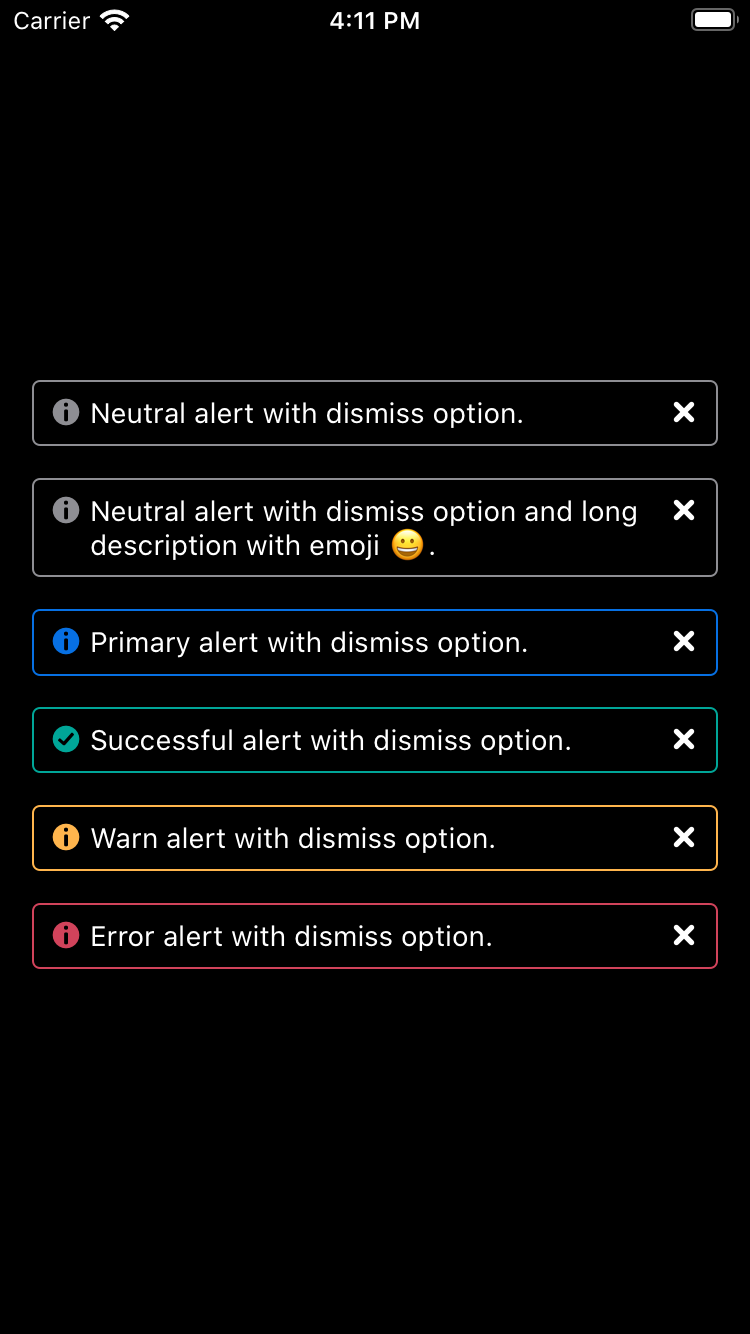 Carrier 4:11 PM
Neutral alert with dismiss option.
Neutral alert with dismiss option and long
description with emoji 😀.
Primary alert with dismiss option.
Successful alert with dismiss option.
Warn alert with dismiss option.
Error alert with dismiss option.